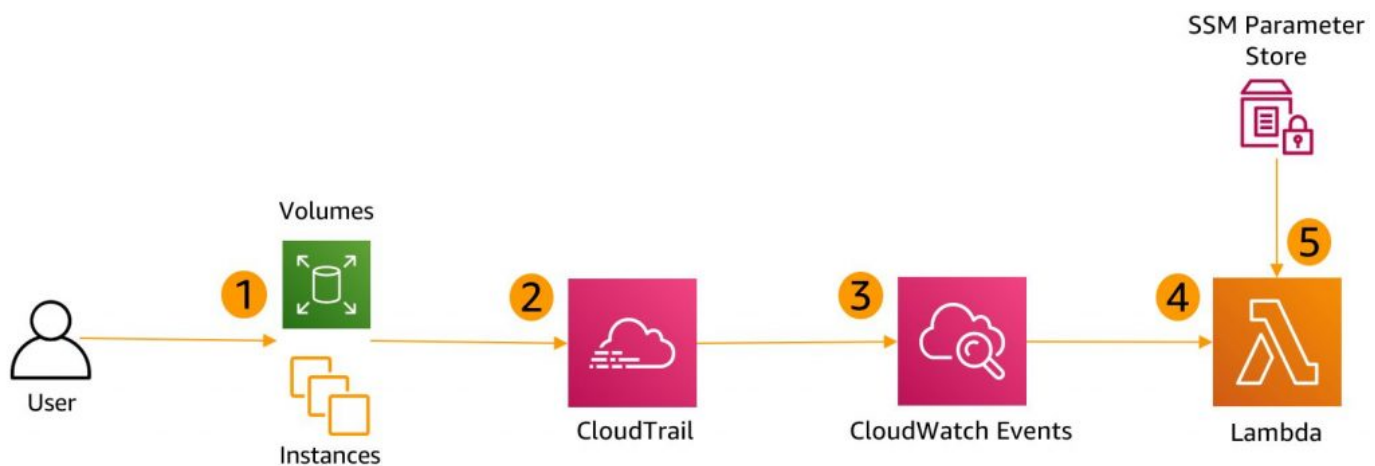 SSM Parameter
Store
5
Volumes
1
2
3
4
User
Instances
CloudTrail
CloudWatch Events
Lambda